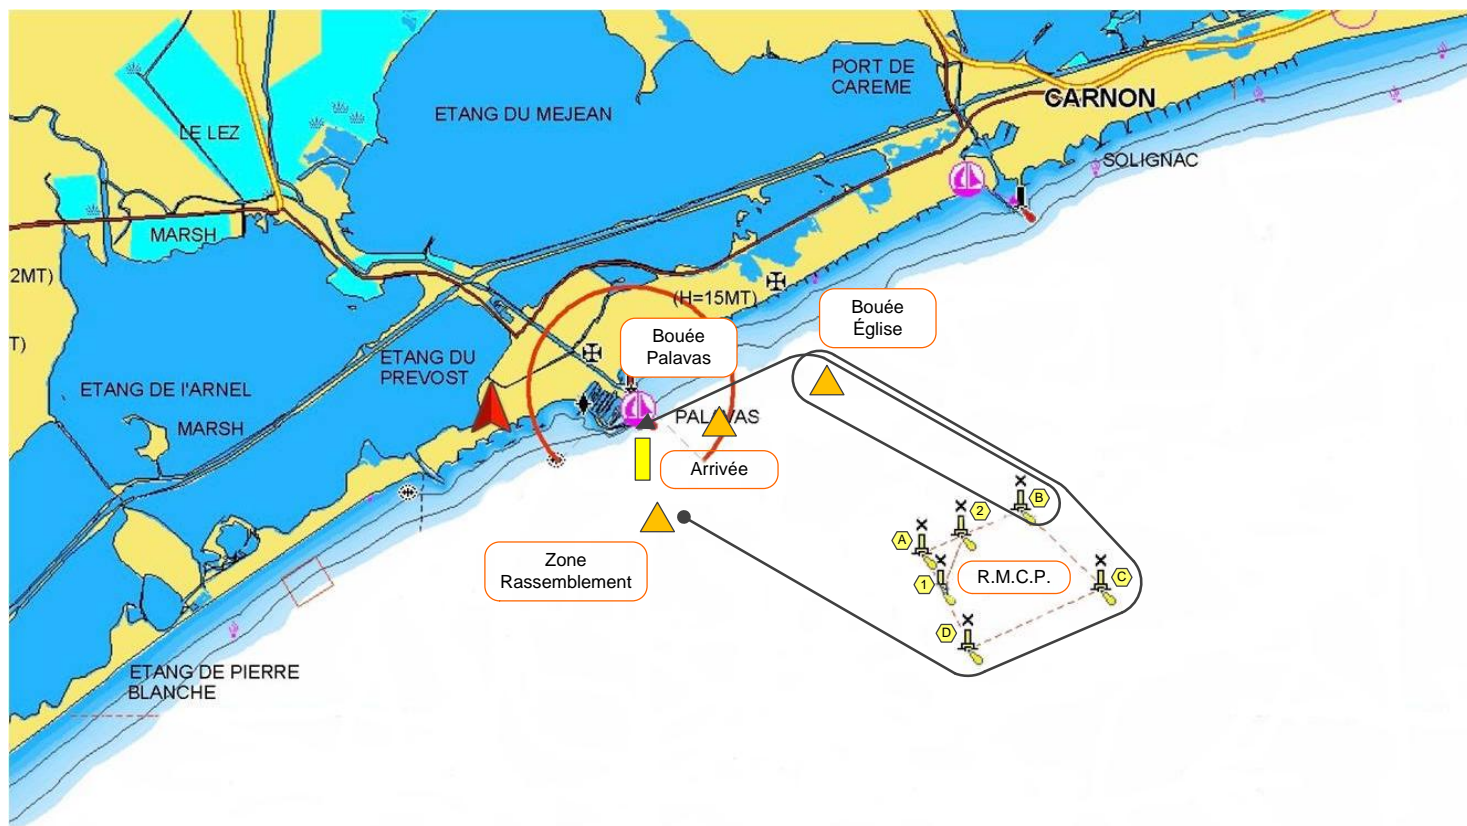 PORT DE
CAREME
CARNON
ETANG DU MEJEAN
LE LEZ
SOLIGNAC
MARSH
2MT)
(H=15MT)
Bouée
Église
Bouée
Palavas
T)
ETANG DU
PREVOST
ETANG DE l'ARNEL
MARSH
PALAVAS
Arrivée
B
2
A
Zone
Rassemblement
R.M.C.P.
1
C
D
ETANG DE PIERRE
BLANCHE